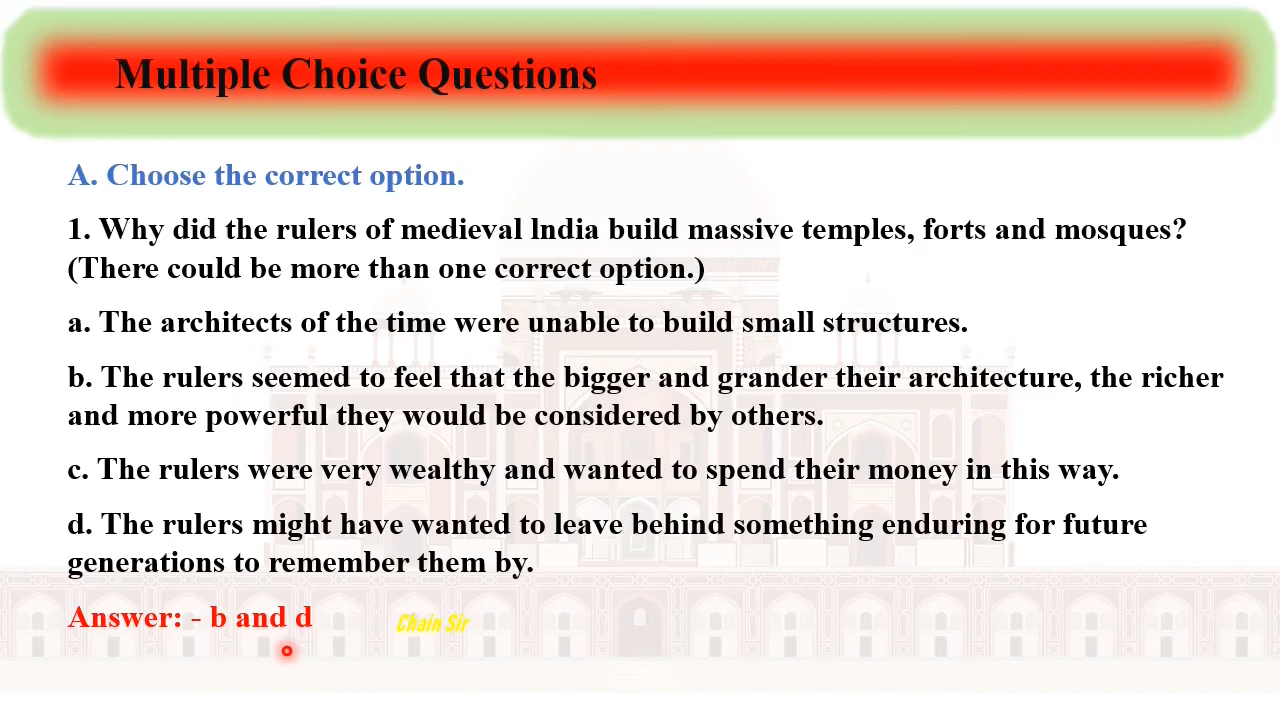 Multiple Choice Questions
A. Choose the correct option.
1. Why did the rulers of medieval lndia build massive temples, forts and mosques?
(There could be more than one correct option.)
a. The architects of the time were unable to build small structures.
b. The rulers seemed to feel that the bigger and grander their architecture, the richer
and more powerful they would be considered by others.
c. The rulers were very wealthy and wanted to spend their money in this way.
d. The rulers might have wanted to leave behind something enduring for future
generations to remember them by.
Answer: - b and d
Chain Sir